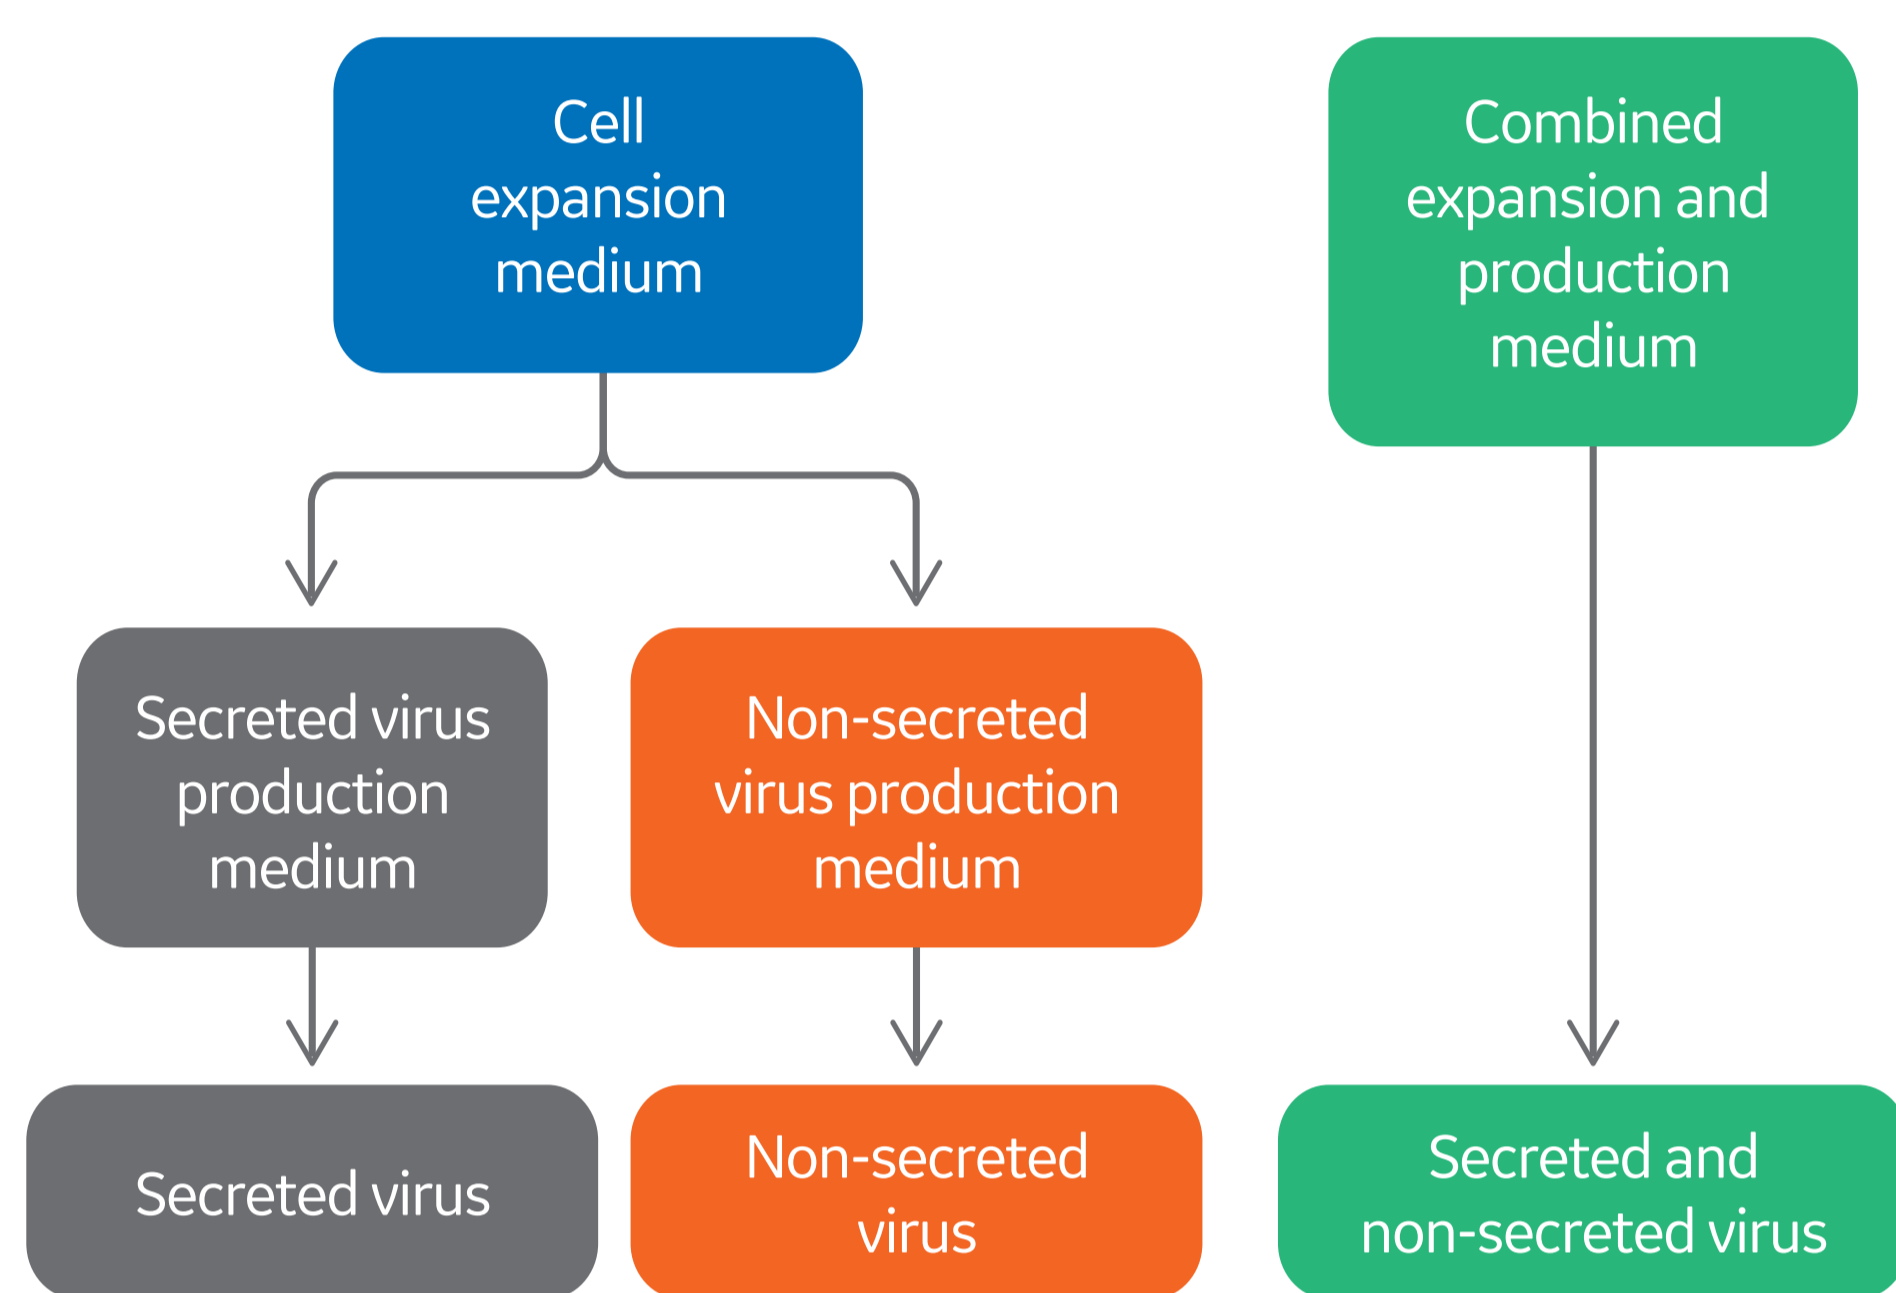 Cell
expansion
medium
Combined
expansion and
production
medium
Secreted virus
production
medium
Non-secreted
virus production
medium
Secreted virus
Non-secreted
virus
Secreted and
non-secreted virus